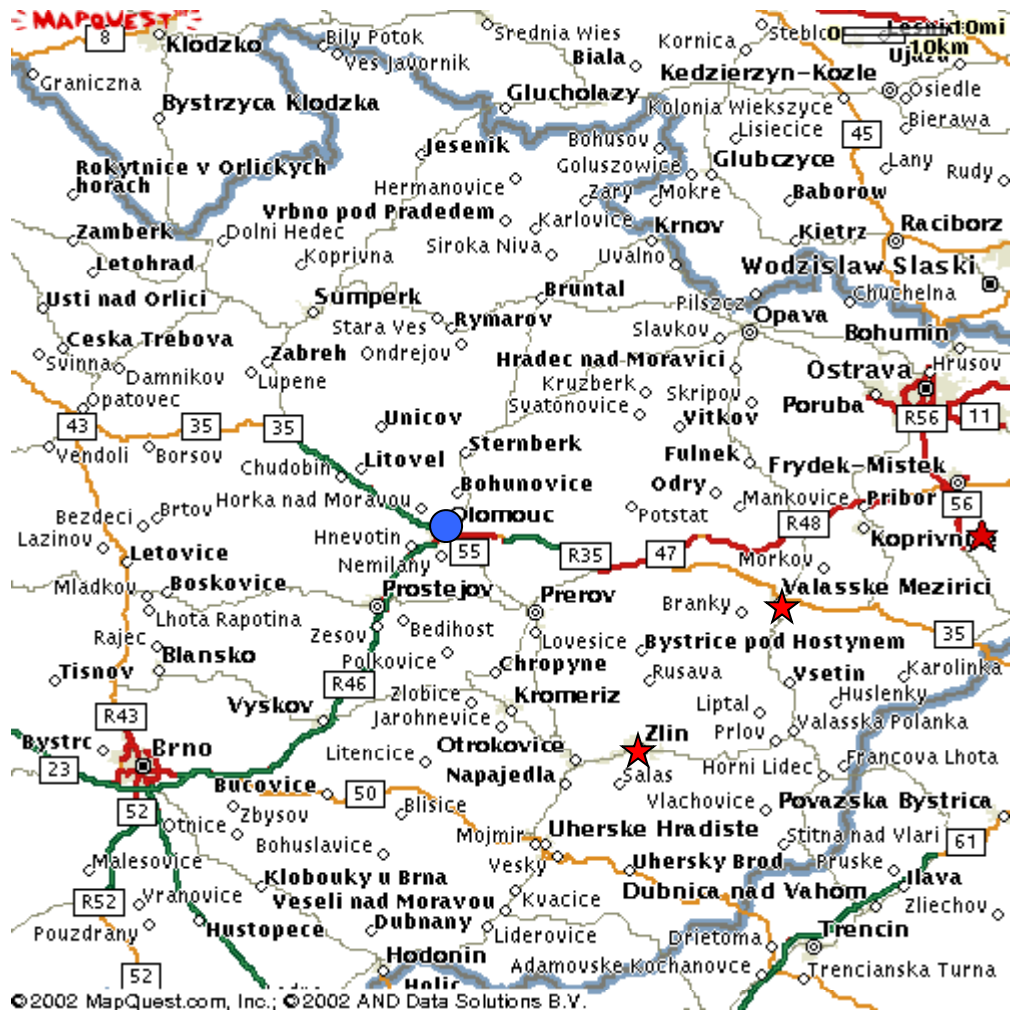 MAPQUEST
8
Klodzko
Bily Potok
Ves Javornik
Srednia Wies
Biala
Kornica
Steblo
0
10mi
10km
Ujazd
Graniczna
Bystrzyca Klodzka
Glucholazy
Kedzierzyn-Kozle
Osiedle
Kolonia Wiekszyce
Bierawa
Lisiecice
45
Jesenik
Bohusov
Goluszowice
Glubczyce
Lany
Rudy
Rokytnice v Orlickych
horach
Hermanovice
Zary
Mokre
Baborow
Vrbno pod Pradedem
Karlovice
Krnov
Kietrz
Raciborz
Zamberk
Dolni Hedec
Siroka Niva
Uvalno
Letohrad
Koprivna
Wodzislaw Slaski
Usti nad Orlici
Sumperk
Bruntal
Pilszcz
Chuchelna
Stara Ves
Rymarov
Slavkov
Opava
Bohumin
Ceska Trebova
Zabreh
Ondrejov
Hradec nad Moravici
Hrusov
Svinna
Damnikov
Lupene
Kruzberk
Skripov
Ostrava
Opatovec
Svatonovice
Poruba
43
35
35
Unicov
Vitkov
R56
11
Vendoli
Borsov
Chudobin
Litovel
Sternberk
Fulnek
Frydek-Mistek
Horka nad Moravou
Bohunovice
Odry
Mankovice
Pribor
56
Bezdeci
Brtov
Olomouc
Potstat
R48
Lazinov
Letovice
Hnevotin
55
R35
47
Nemilany
Morkov
Mladkov
Boskovice
Prostejov
Prerov
Branky
Valasske Mezirici
Lhota Rapotina
Zesov
Bedihost
Lovesice
Bystrice pod Hostynem
35
Rajec
Blansko
Polkovice
Chropyne
Rusava
Vsetin
Karolinka
Tisnov
R46
Zlobice
Kromeriz
Liptal
Huslenky
R43
Vyskov
Jarohnevice
Zlin
Prlov
Valasska Polanka
Bystrc
Brno
Litencice
Otrokovice
Francova Lhota
23
Napajedla
Salas
Horni Lidec
Bucovice
50
Blisice
Vlachovice
Povazska Bystrica
52
Zbysov
Otnice
Mojmir
Uherske Hradiste
Stitna nad Vlari
61
Bohuslavice
Malesovice
Vesky
Uhersky Brod
Pruske
Klobouky u Brna
Dubnica nad Vahom
Ilava
R52
Vranovice
Veseli nad Moravou
Kvacice
Zliechov
Pouzdrany
Hustopece
Dubnany
Liderovice
Drietoma
Trencin
52
Hodonin
Adamovske Kochanovce
Trencianska Turna
Holic
©2002 MapQuest.com, Inc.; ©2002 AND Data Solutions B.V.